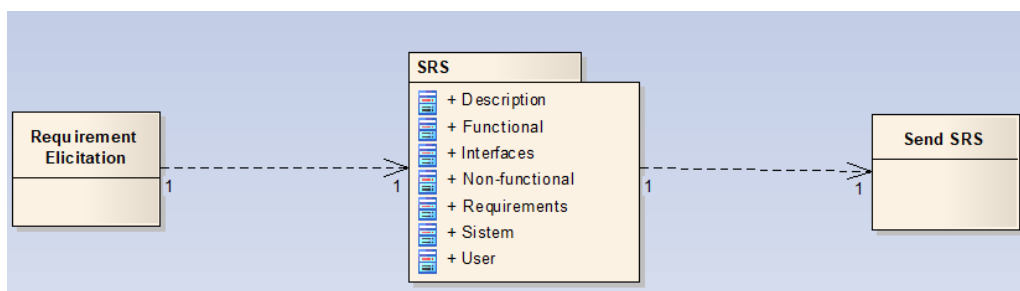 Requirement
Elicitation
1
1
SRS
+ Description
+ Functional
+ Interfaces
+ Non-functional
+ Requirements
+ Sistem
+ User
1
1
Send SRS